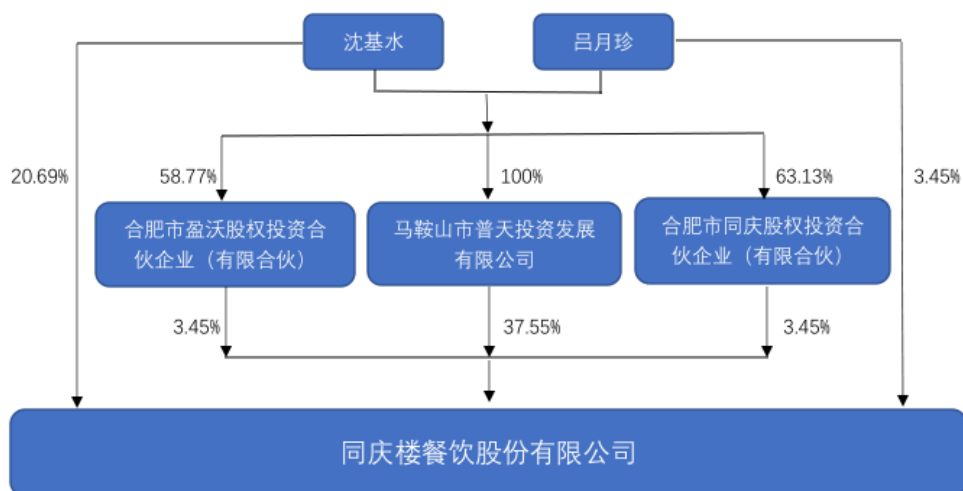 沈基水
吕月珍
20.69%
58.77%
100%
63.13%
3.45%
合肥市盈沃股权投资合
伙企业（有限合伙）
马鞍山市普天投资发展
有限公司
合肥市同庆股权投资合
伙企业（有限合伙）
3.45%
37.55%
3.45%
同庆楼餐饮股份有限公司